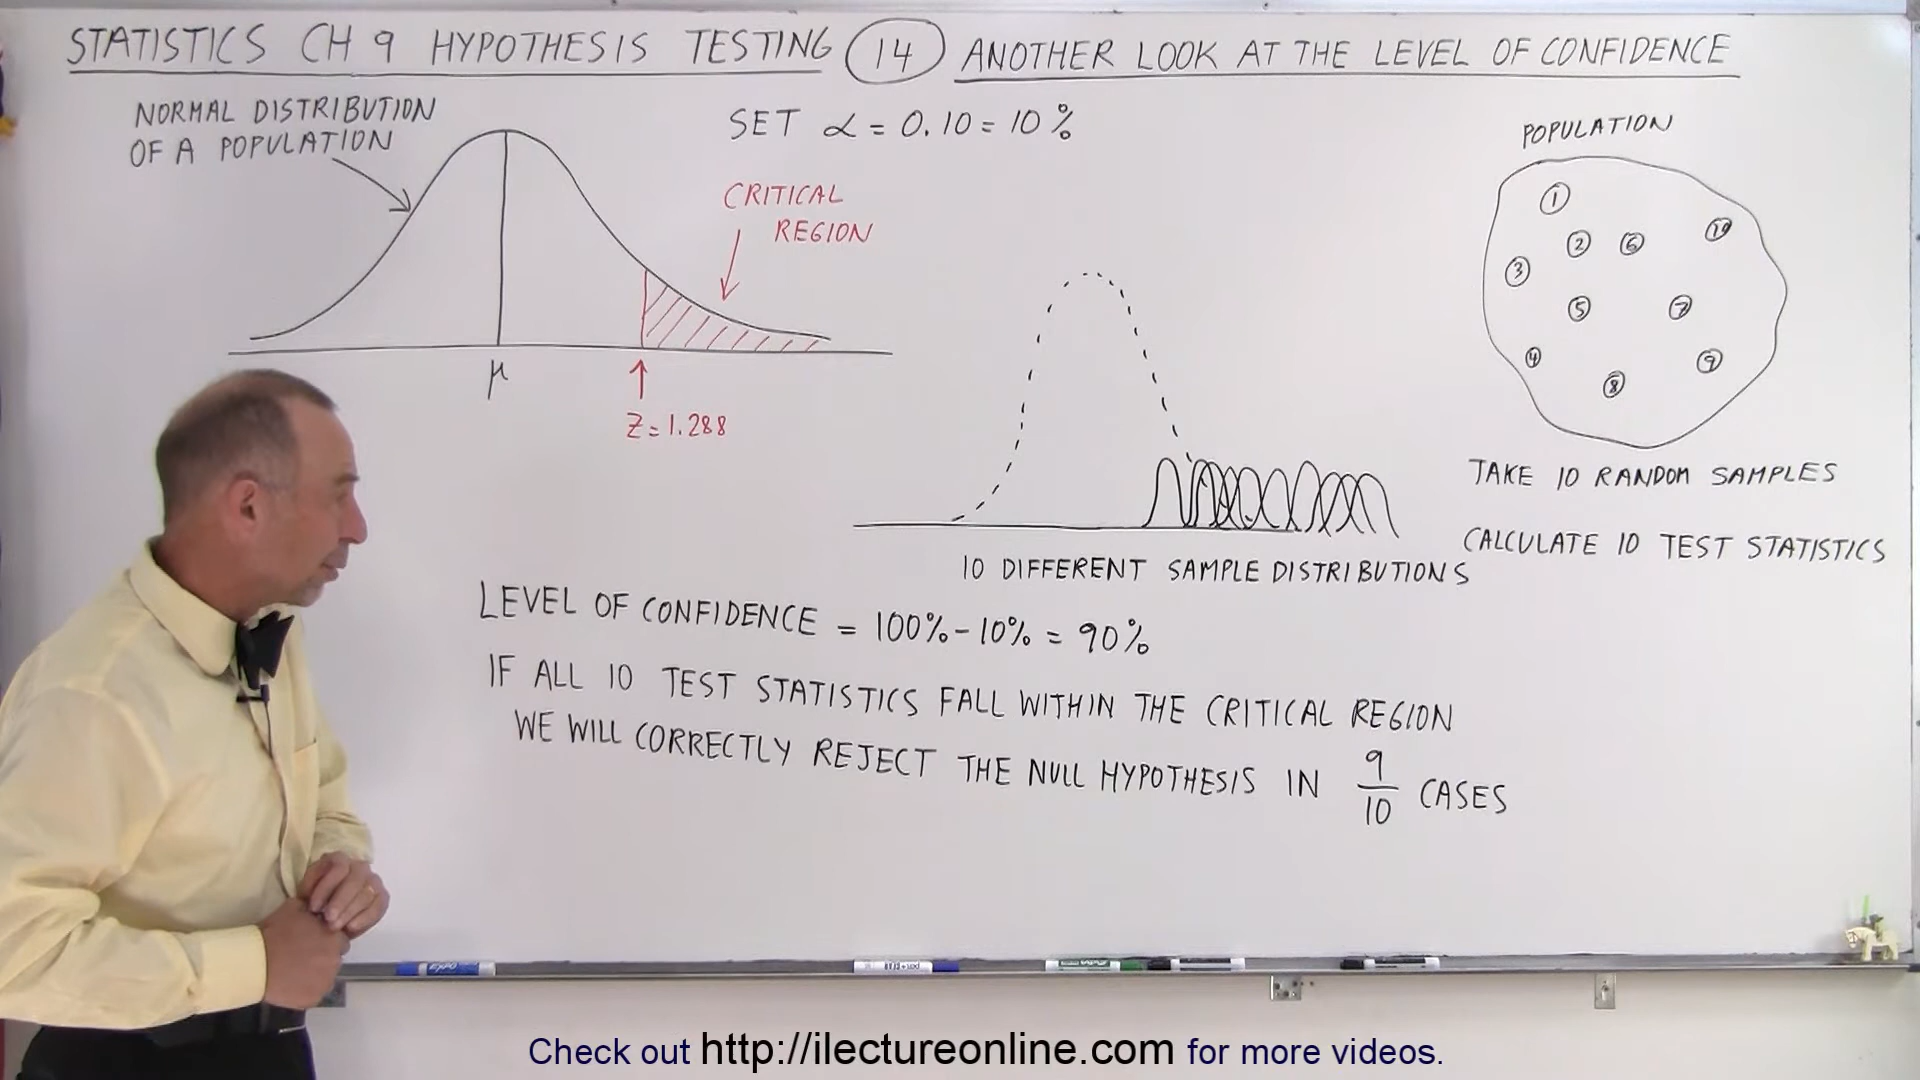 STATISTICS CH 9 HYPOTHESIS TESTING 14 ANOTHER LOOK AT THE LEVEL OF CONFIDENCE
NORMAL DISTRIBUTION
OF A POPULATION
SET α = 0.10 = 10%
CRITICAL
REGION
μ
Z = 1.288
POPULATION
1
2
6
10
3
5
7
4
8
9
TAKE 10 RANDOM SAMPLES
CALCULATE 10 TEST STATISTICS
10 DIFFERENT SAMPLE DISTRIBUTIONS
LEVEL OF CONFIDENCE = 100% - 10% = 90%
IF ALL 10 TEST STATISTICS FALL WITHIN THE CRITICAL REGION
WE WILL CORRECTLY REJECT THE NULL HYPOTHESIS IN 9/10 CASES
Check out http://ilectureonline.com for more videos.